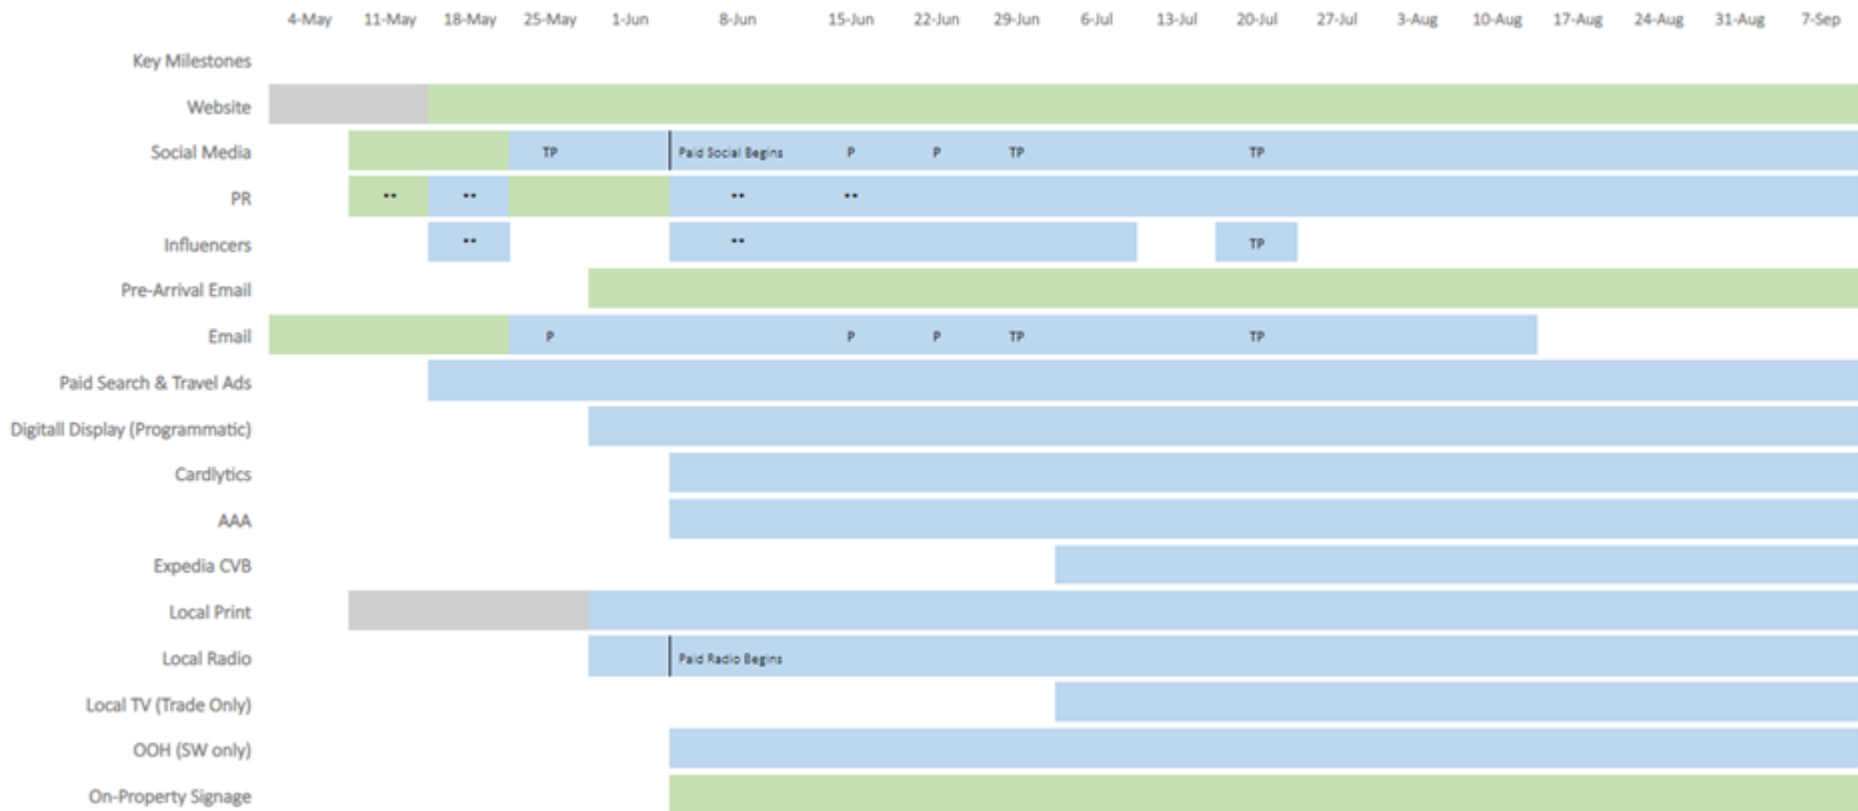 4-May 11-May 18-May 25-May 1-Jun 8-Jun 15-Jun 22-Jun 29-Jun 6-Jul 13-Jul 20-Jul 27-Jul 3-Aug 10-Aug 17-Aug 24-Aug 31-Aug 7-Sep
Key Milestones
Website
Social Media TP Paid Social Begins P P TP TP
PR ** ** ** **
Influencers ** ** TP
Pre-Arrival Email
Email P P P TP TP
Paid Search & Travel Ads
Digitall Display (Programmatic)
Cardlytics
AAA
Expedia CVB
Local Print
Local Radio Paid Radio Begins
Local TV (Trade Only)
OOH (SW only)
On-Property Signage